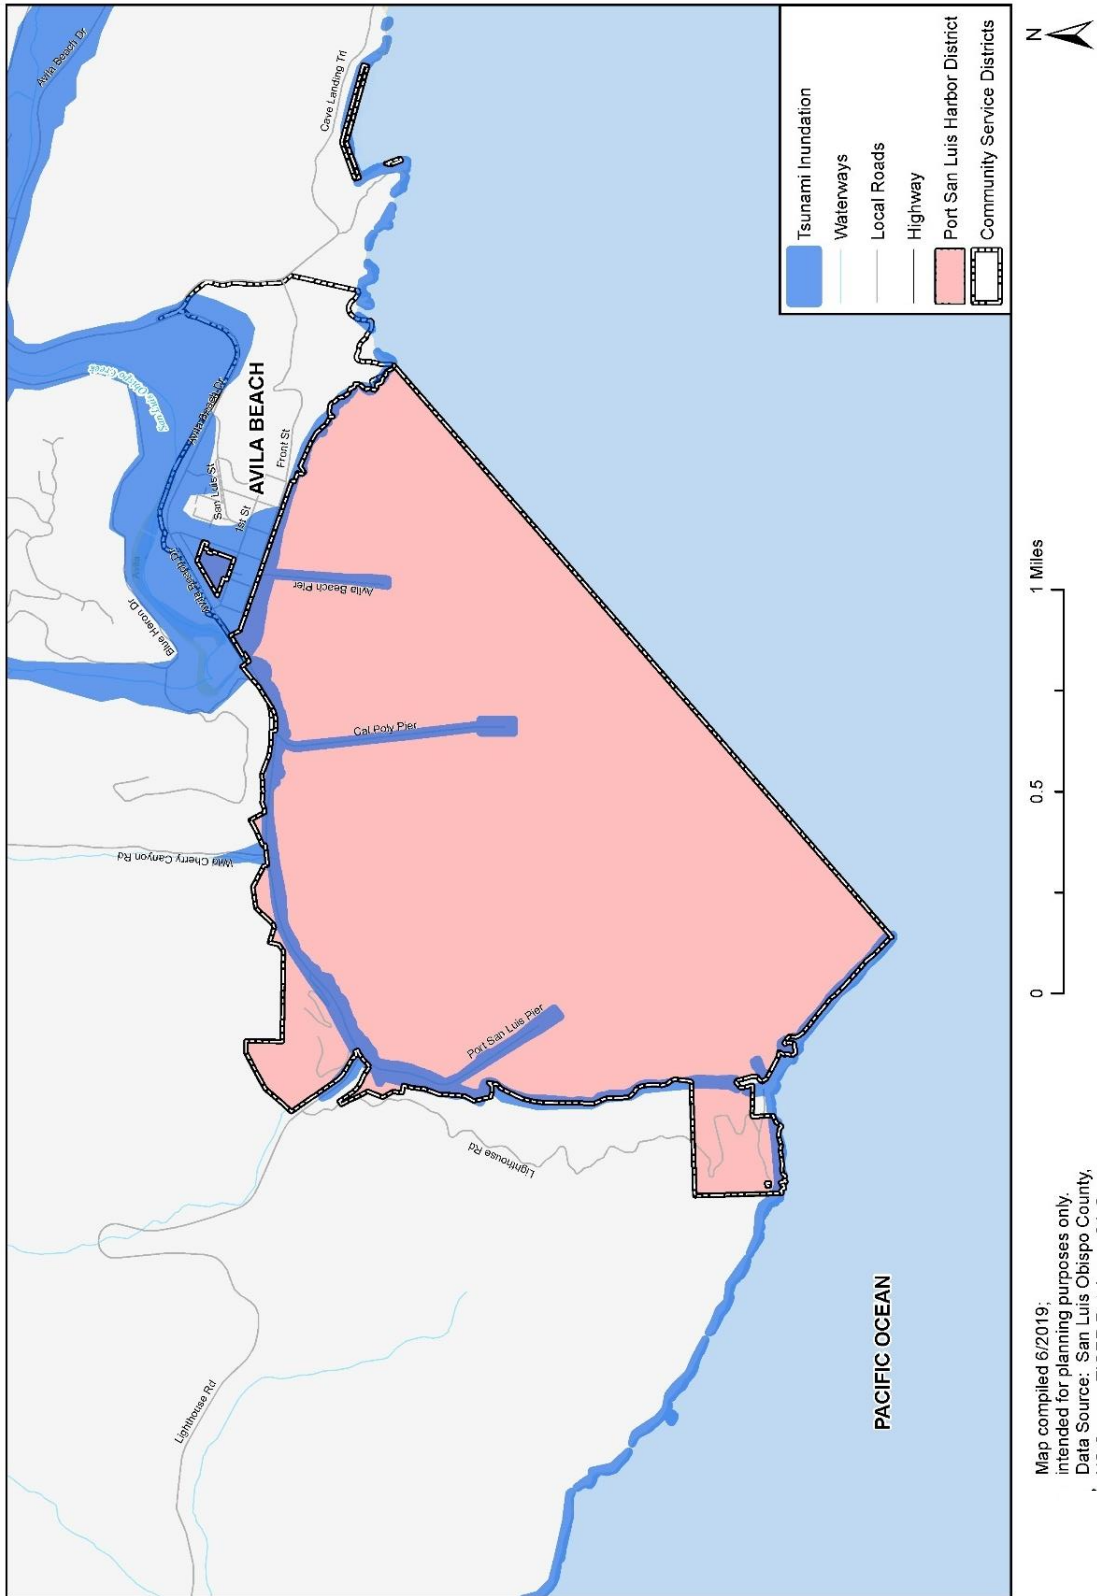 Avila Beach Dr
Cave Landing Trl
San Luis Obispo Creek
Avila Beach Dr
San Luis St
AVILA BEACH
Front St
1st St
Avila Beach Dr
Blue Heron Dr
Avila Beach Pier
Cal Poly Pier
Wild Cherry Canyon Rd
Port San Luis Pier
Lighthouse Rd
Lighthouse Rd
PACIFIC OCEAN
Tsunami Inundation
Waterways
Local Roads
Highway
Port San Luis Harbor District
Community Service Districts
N
0 0.5 1 Miles
Map compiled 6/2019;
intended for planning purposes only.
Data Source: San Luis Obispo County,